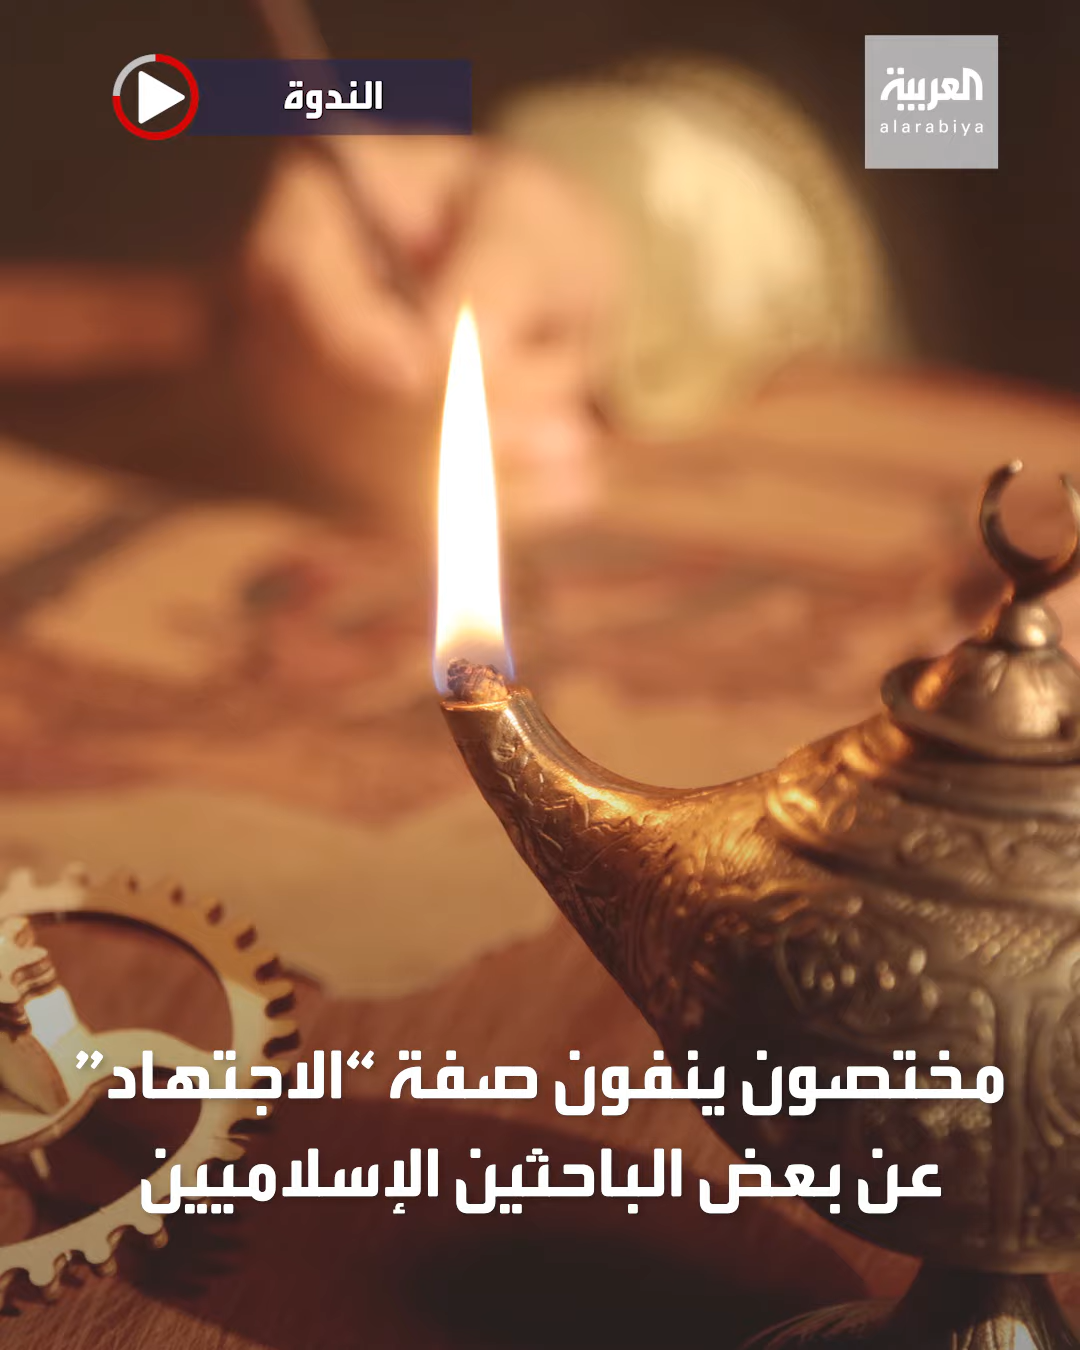 العربية
alarabiya
الندوة
مختصون ينفون صفة “الاجتهاد”
عن بعض الباحثين الإسلاميين